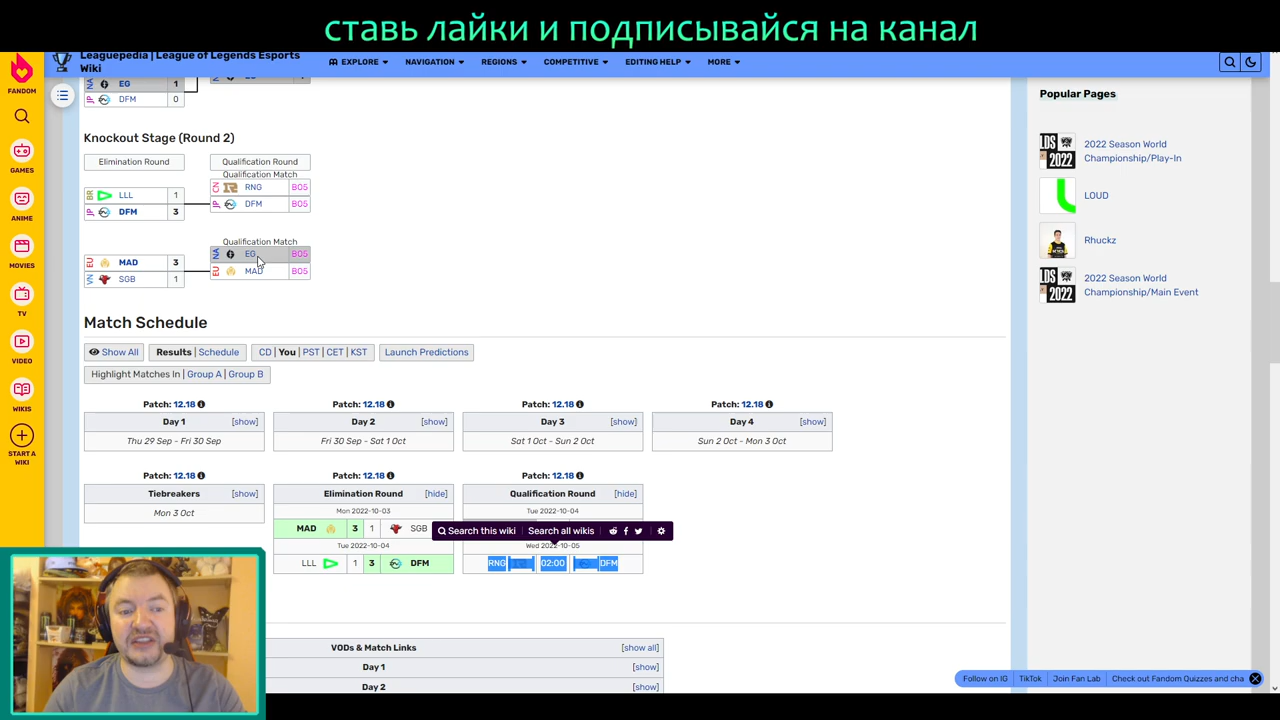 ставь лайки и подписывайся на канал
Leaguepedia | League of Legends Esports Wiki
EXPLORE NAVIGATION REGIONS COMPETITIVE EDITING HELP MORE
FANDOM
GAMES
ANIME
MOVIES
TV
VIDEO
WIKIS
START A WIKI
NA EG 1
JP DFM 0
Knockout Stage (Round 2)
Elimination Round Qualification Round
Qualification Match
BR LLL 1
JP DFM 3
CN RNG BO5
JP DFM BO5
Qualification Match
EU MAD 3
VN SGB 1
NA EG BO5
EU MAD BO5
Match Schedule
Show All Results | Schedule CD | You | PST | CET | KST Launch Predictions
Highlight Matches In | Group A | Group B
Patch: 12.18 Patch: 12.18 Patch: 12.18 Patch: 12.18
Day 1 [show] Day 2 [show] Day 3 [show] Day 4 [show]
Thu 29 Sep - Fri 30 Sep Fri 30 Sep - Sat 1 Oct Sat 1 Oct - Sun 2 Oct Sun 2 Oct - Mon 3 Oct
Patch: 12.18 Patch: 12.18 Patch: 12.18
Tiebreakers [show] Elimination Round [hide] Qualification Round [hide]
Mon 3 Oct Mon 2022-10-03 Tue 2022-10-04
MAD 3 1 SGB
Search this wiki Search all wikis
Tue 2022-10-04 Wed 2022-10-05
LLL 1 3 DFM RNG 02:00 DFM
VODs & Match Links [show all]
Day 1 [show]
Day 2 [show]
Popular Pages
2022 Season World Championship/Play-In
LOUD
Rhuckz
2022 Season World Championship/Main Event
Follow on IG TikTok Join Fan Lab Check out Fandom Quizzes and cha